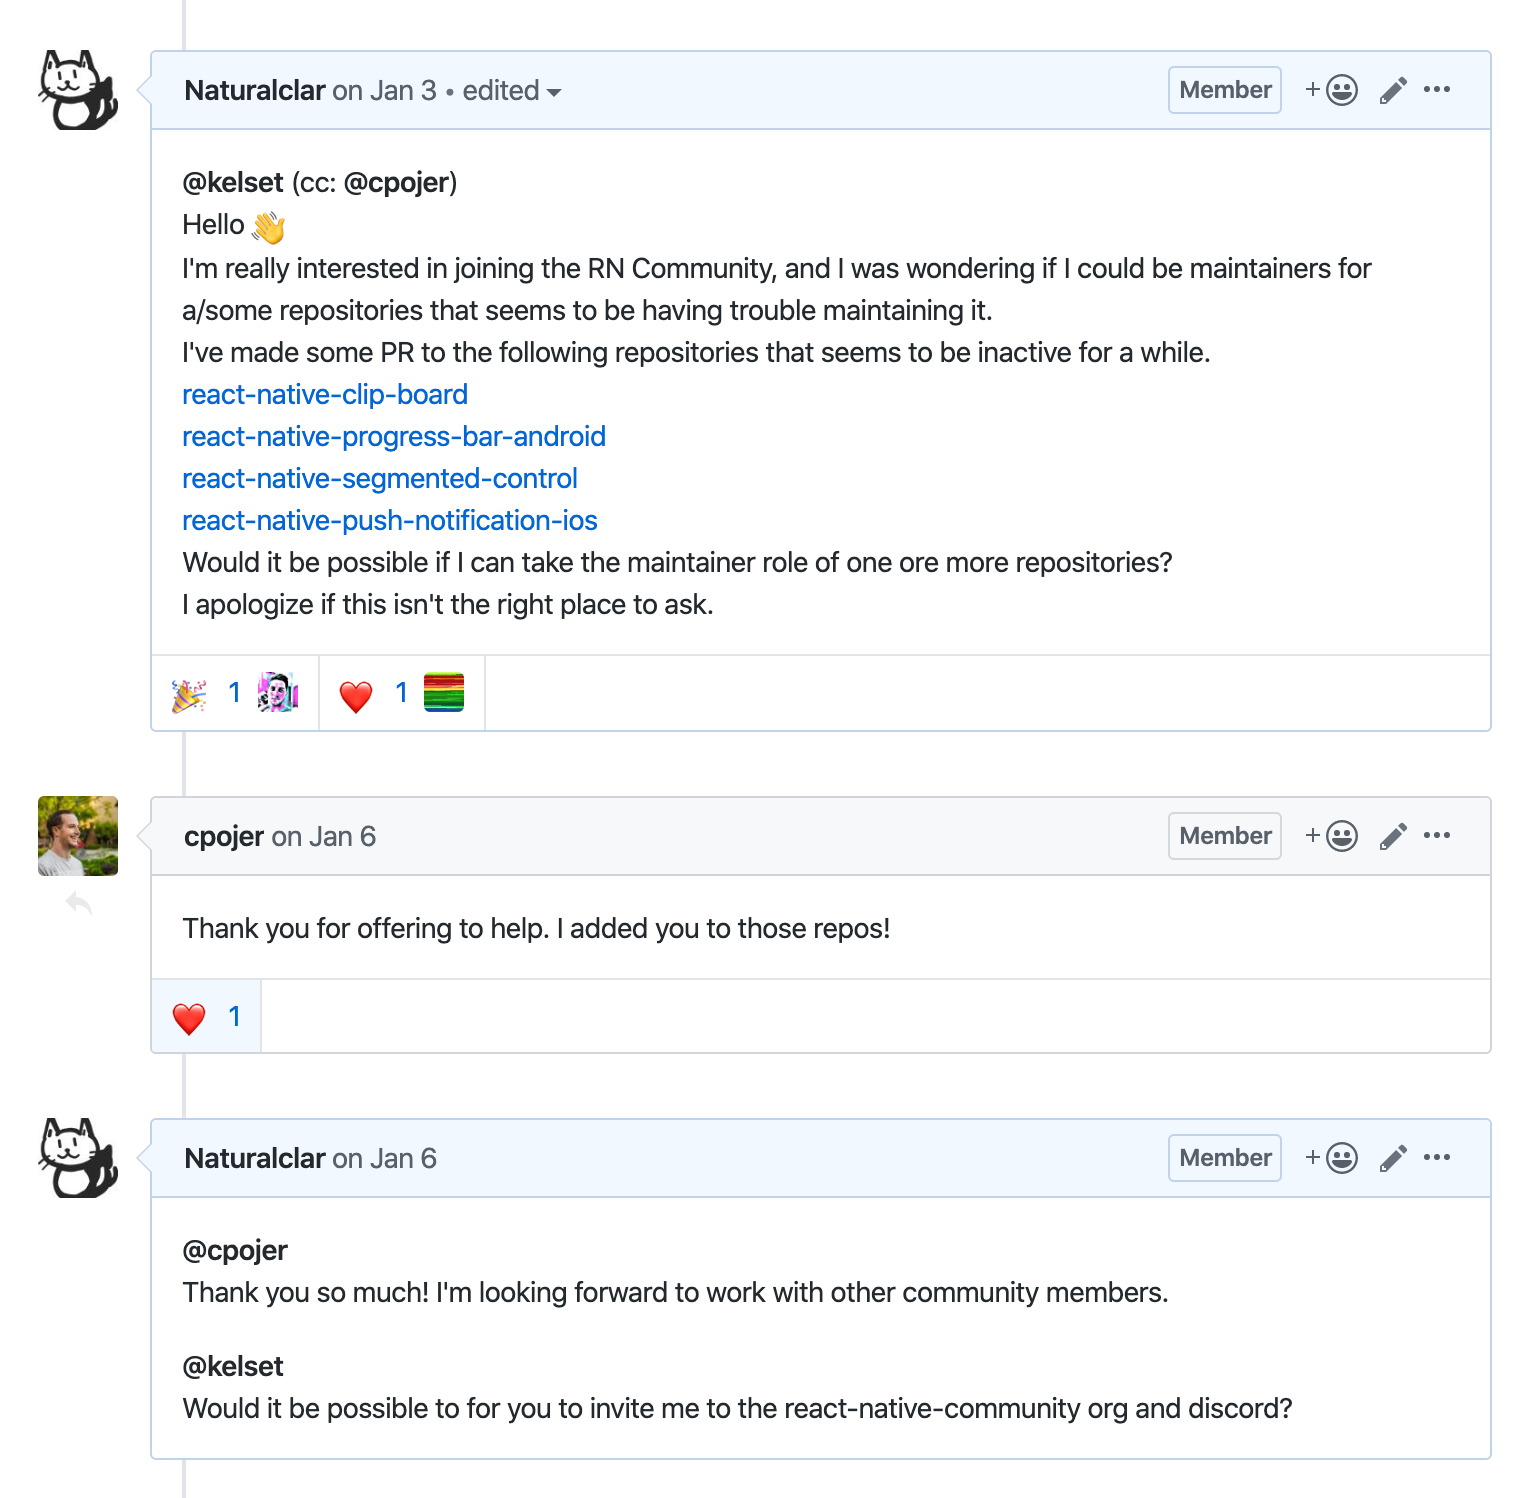 Naturalclar on Jan 3 • edited
Member
@kelset (cc: @cpojer)
Hello 👋
I'm really interested in joining the RN Community, and I was wondering if I could be maintainers for
a/some repositories that seems to be having trouble maintaining it.
I've made some PR to the following repositories that seems to be inactive for a while.
react-native-clip-board
react-native-progress-bar-android
react-native-segmented-control
react-native-push-notification-ios
Would it be possible if I can take the maintainer role of one ore more repositories?
I apologize if this isn't the right place to ask.
🎉 1 ❤️ 1
cpojer on Jan 6
Member
Thank you for offering to help. I added you to those repos!
❤️ 1
Naturalclar on Jan 6
Member
@cpojer
Thank you so much! I'm looking forward to work with other community members.
@kelset
Would it be possible to for you to invite me to the react-native-community org and discord?